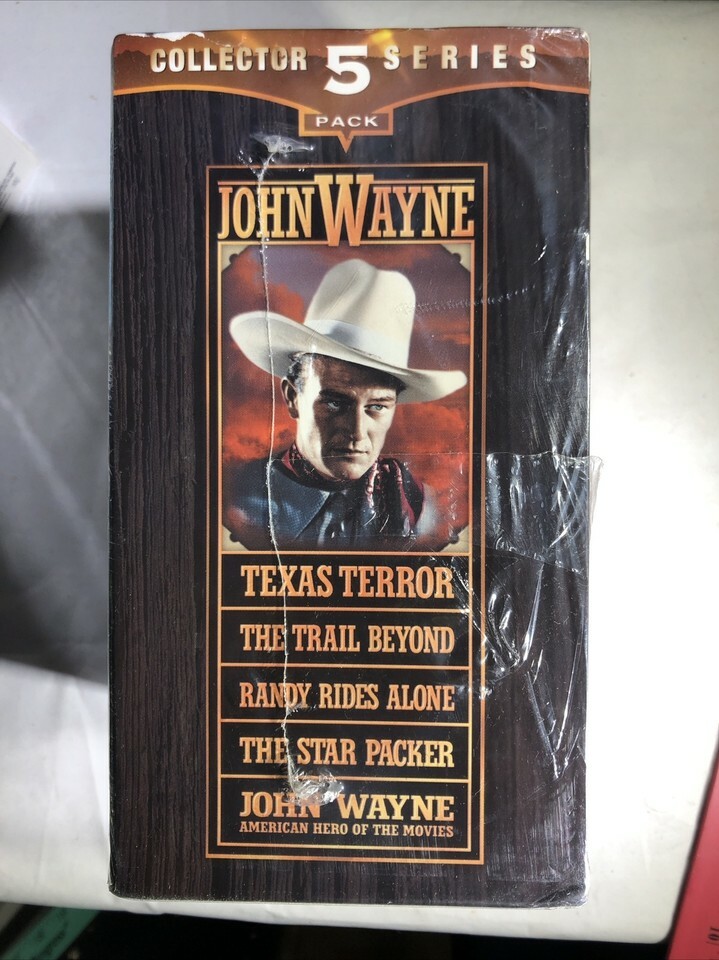 COLLECTOR 5 SERIES
PACK
JOHN WAYNE
TEXAS TERROR
THE TRAIL BEYOND
RANDY RIDES ALONE
THE STAR PACKER
JOHN WAYNE
AMERICAN HERO OF THE MOVIES